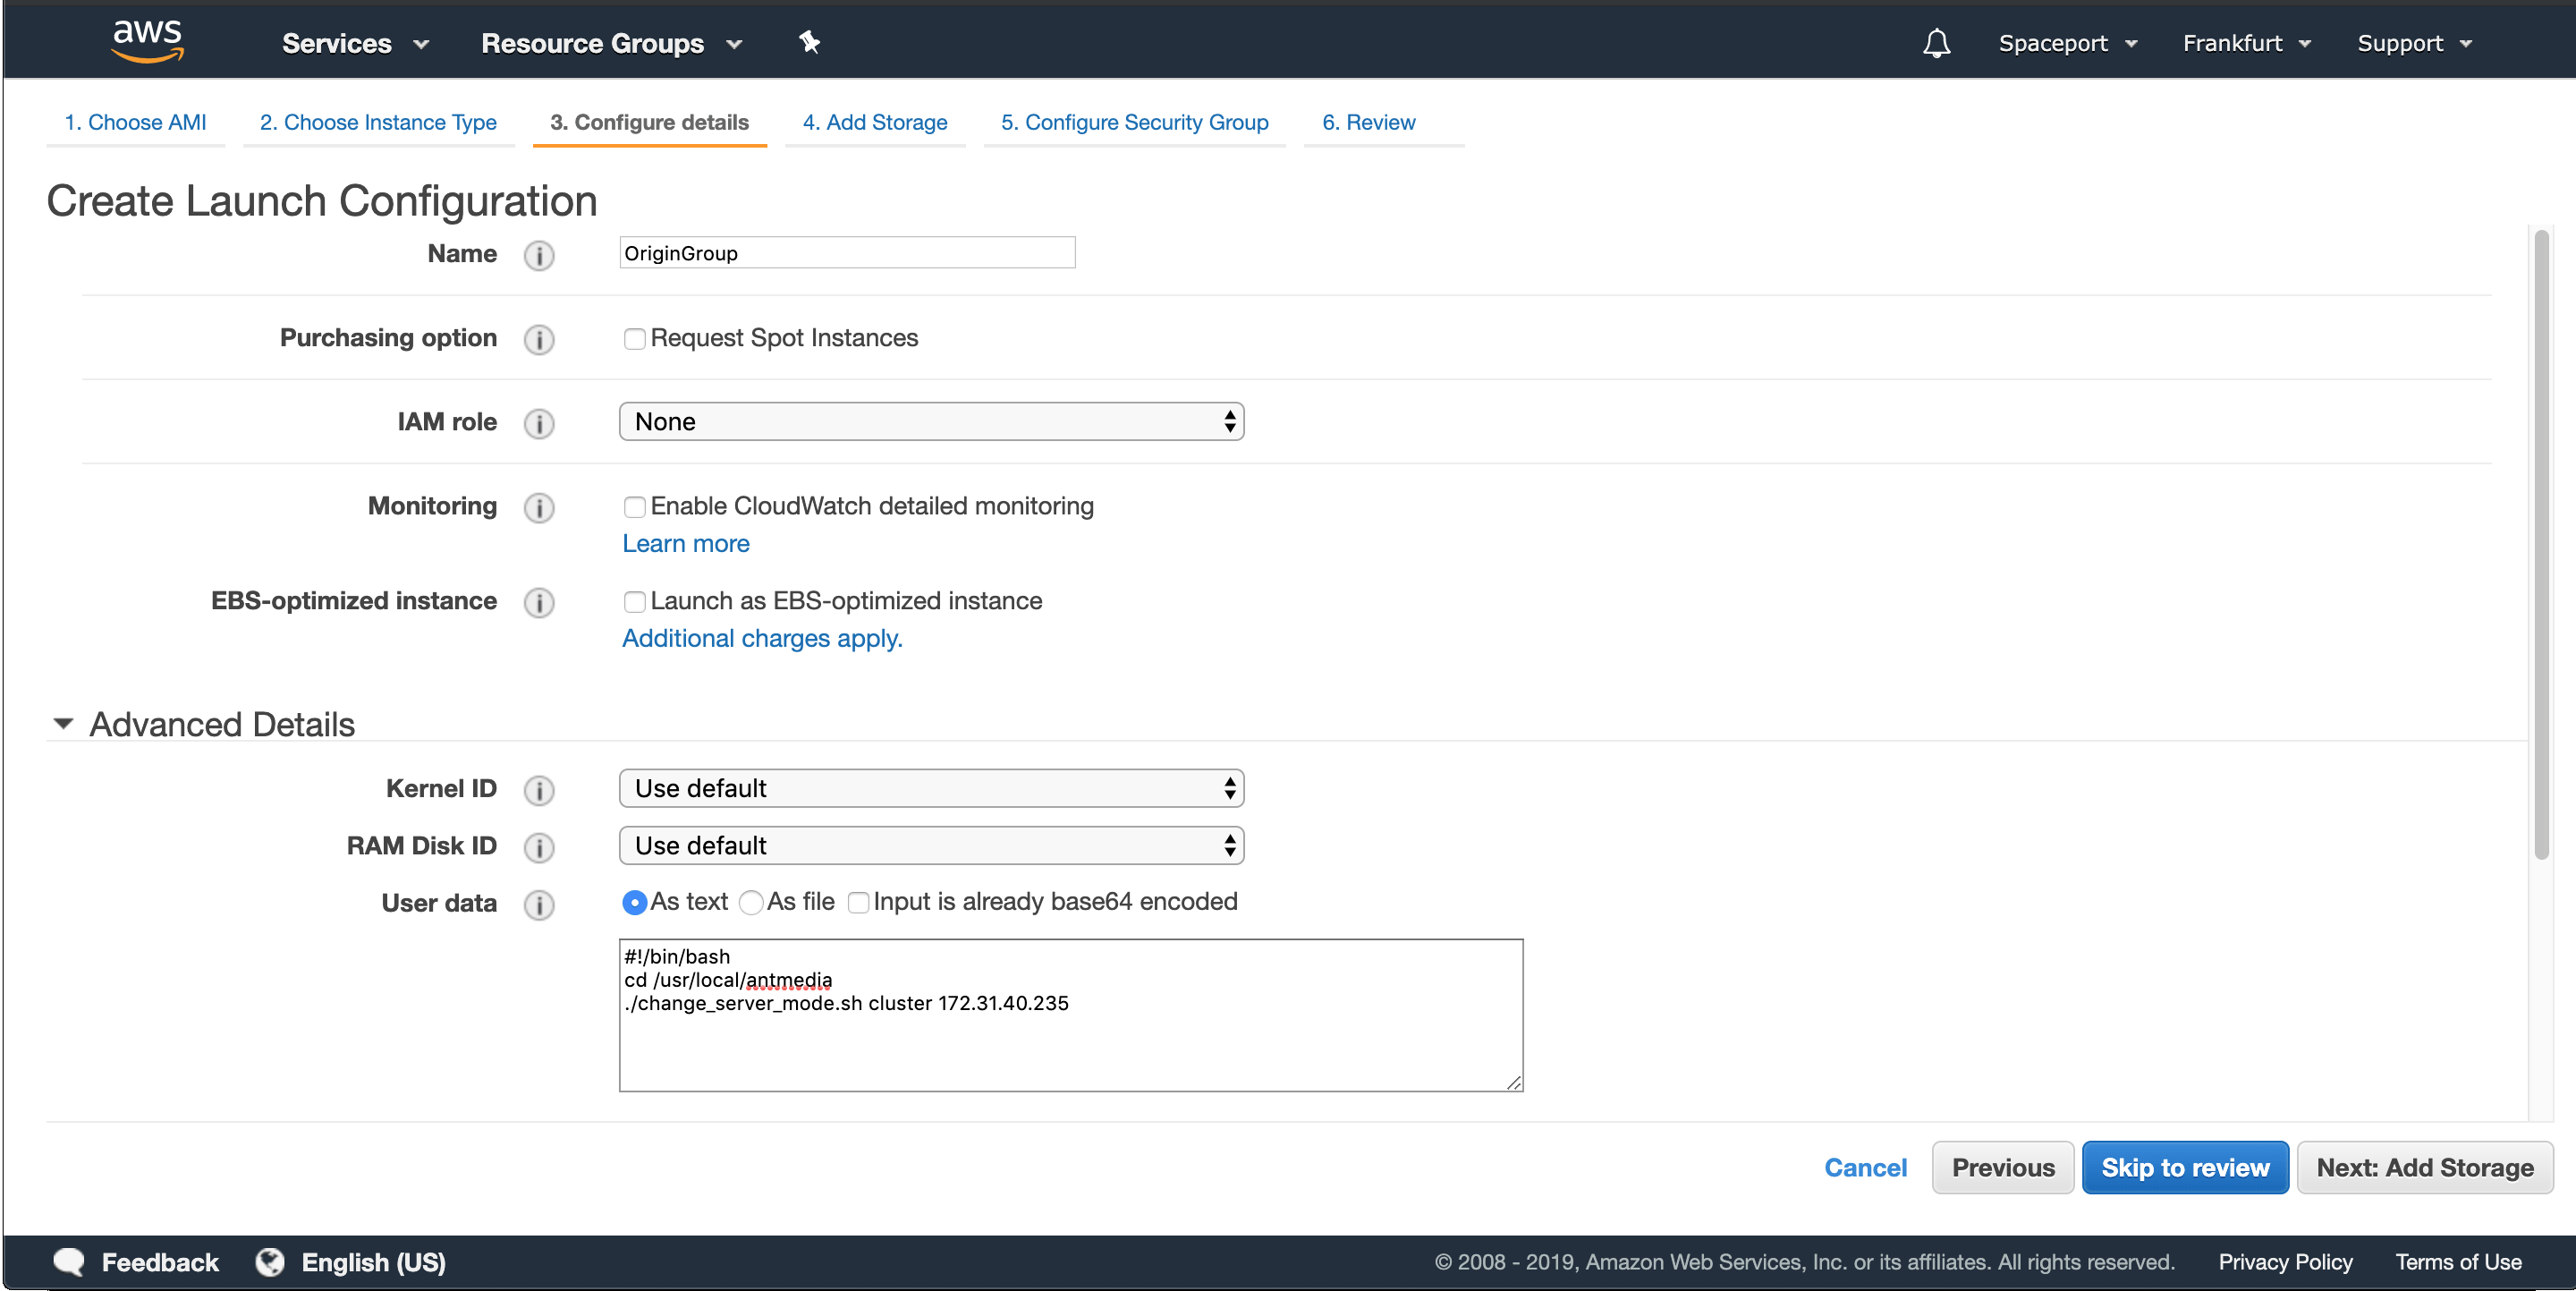 aws Services Resource Groups Spaceport Frankfurt Support
1. Choose AMI 2. Choose Instance Type 3. Configure details 4. Add Storage 5. Configure Security Group 6. Review
Create Launch Configuration
Name OriginGroup
Purchasing option Request Spot Instances
IAM role None
Monitoring Enable CloudWatch detailed monitoring
Learn more
EBS-optimized instance Launch as EBS-optimized instance
Additional charges apply.
Advanced Details
Kernel ID Use default
RAM Disk ID Use default
User data As text As file Input is already base64 encoded
#!/bin/bash
cd /usr/local/antmedia
./change_server_mode.sh cluster 172.31.40.235
Cancel Previous Skip to review Next: Add Storage
Feedback English (US) © 2008 - 2019, Amazon Web Services, Inc. or its affiliates. All rights reserved. Privacy Policy Terms of Use